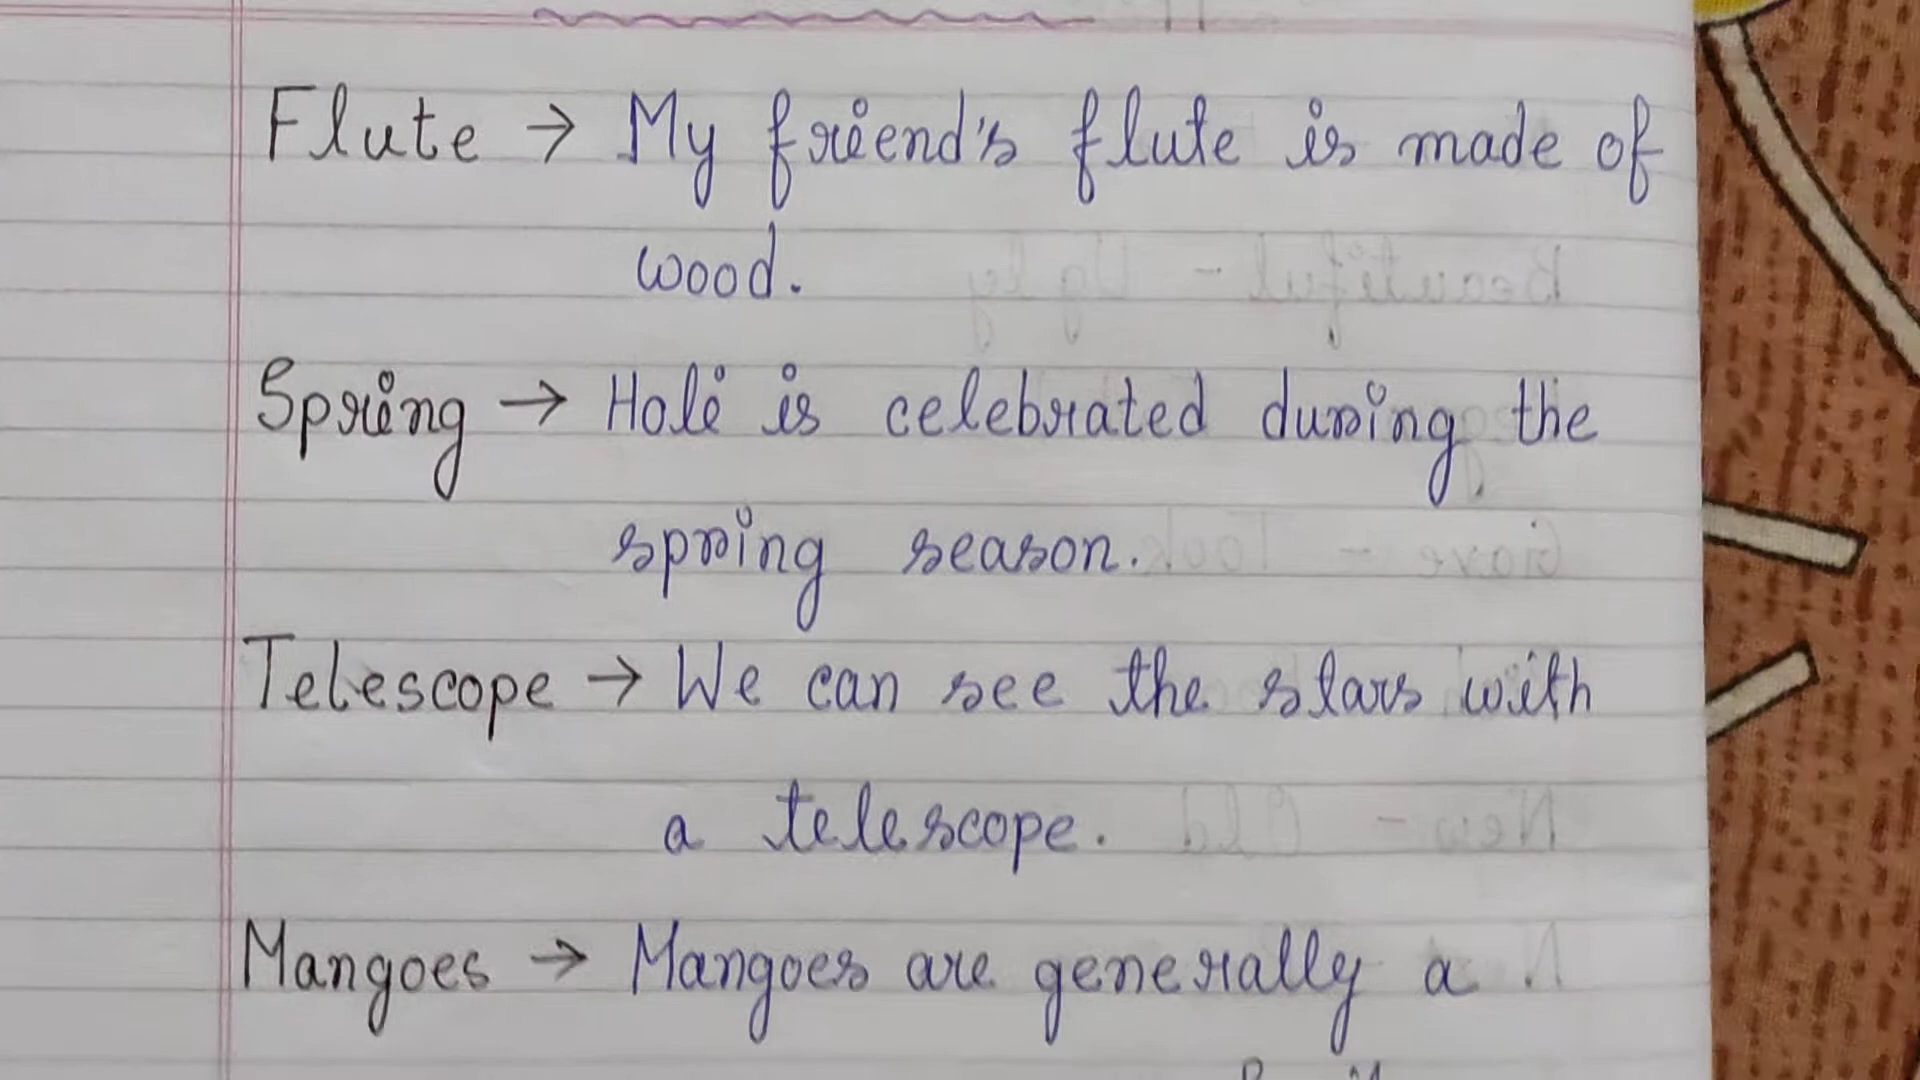 Flute → My friend's flute is made of
wood.
Spring → Holi is celebrated during the
spring season.
Telescope → We can see the stars with
a telescope.
Mangoes → Mangoes are generally a